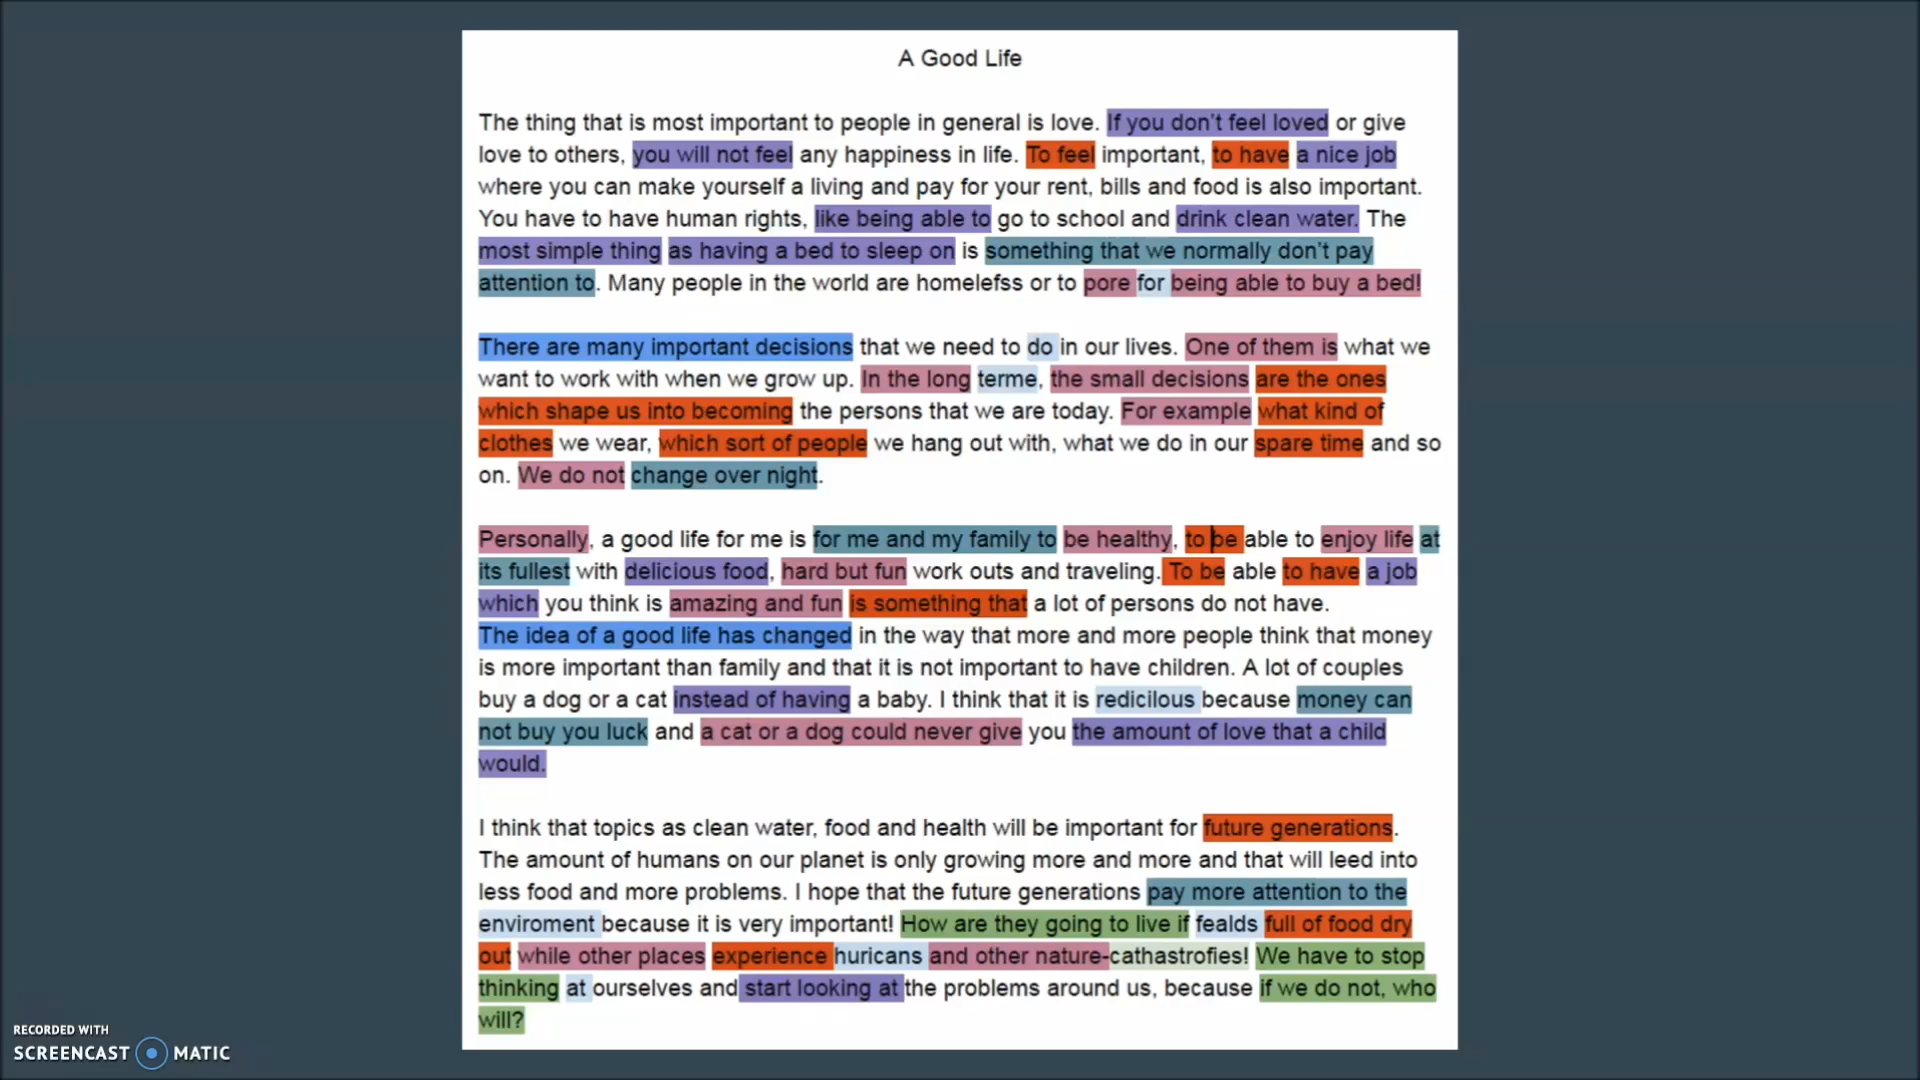 A Good Life
The thing that is most important to people in general is love. If you don't feel loved or give
love to others, you will not feel any happiness in life. To feel important, to have a nice job
where you can make yourself a living and pay for your rent, bills and food is also important.
You have to have human rights, like being able to go to school and drink clean water. The
most simple thing as having a bed to sleep on is something that we normally don't pay
attention to. Many people in the world are homelefss or to pore for being able to buy a bed!
There are many important decisions that we need to do in our lives. One of them is what we
want to work with when we grow up. In the long terme, the small decisions are the ones
which shape us into becoming the persons that we are today. For example what kind of
clothes we wear, which sort of people we hang out with, what we do in our spare time and so
on. We do not change over night.
Personally, a good life for me is for me and my family to be healthy, to be able to enjoy life at
its fullest with delicious food, hard but fun work outs and traveling. To be able to have a job
which you think is amazing and fun is something that a lot of persons do not have.
The idea of a good life has changed in the way that more and more people think that money
is more important than family and that it is not important to have children. A lot of couples
buy a dog or a cat instead of having a baby. I think that it is redicilous because money can
not buy you luck and a cat or a dog could never give you the amount of love that a child
would.
I think that topics as clean water, food and health will be important for future generations.
The amount of humans on our planet is only growing more and more and that will leed into
less food and more problems. I hope that the future generations pay more attention to the
enviroment because it is very important! How are they going to live if fealds full of food dry
out while other places experience huricans and other nature-cathastrofies! We have to stop
thinking at ourselves and start looking at the problems around us, because if we do not, who
will?
RECORDED WITH
SCREENCAST MATIC